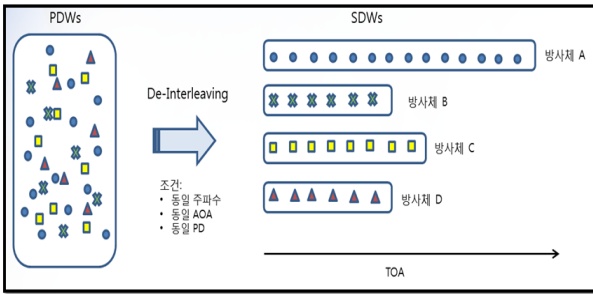 PDWs
SDWs
De-Interleaving
조건:
• 동일 주파수
• 동일 AOA
• 동일 PD
방사체 A
방사체 B
방사체 C
방사체 D
TOA